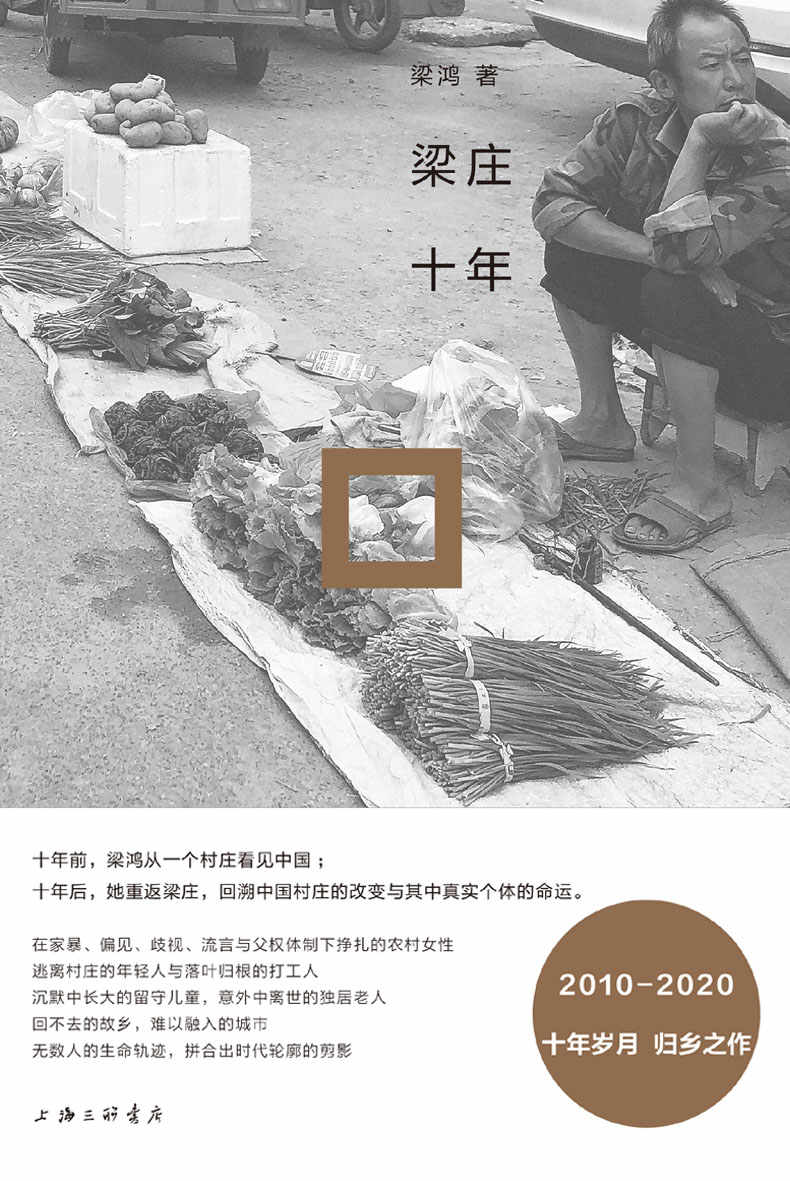 梁鸿 著
梁庄
十年
十年前，梁鸿从一个村庄看见中国；
十年后，她重返梁庄，回溯中国村庄的改变与其中真实个体的命运。
在家暴、偏见、歧视、流言与父权体制下挣扎的农村女性
逃离村庄的年轻人与落叶归根的打工人
沉默中长大的留守儿童，意外中离世的独居老人
回不去的故乡，难以融入的城市
无数人的生命轨迹，拼合出时代轮廓的剪影
2010-2020
十年岁月 归乡之作
上海三联书店